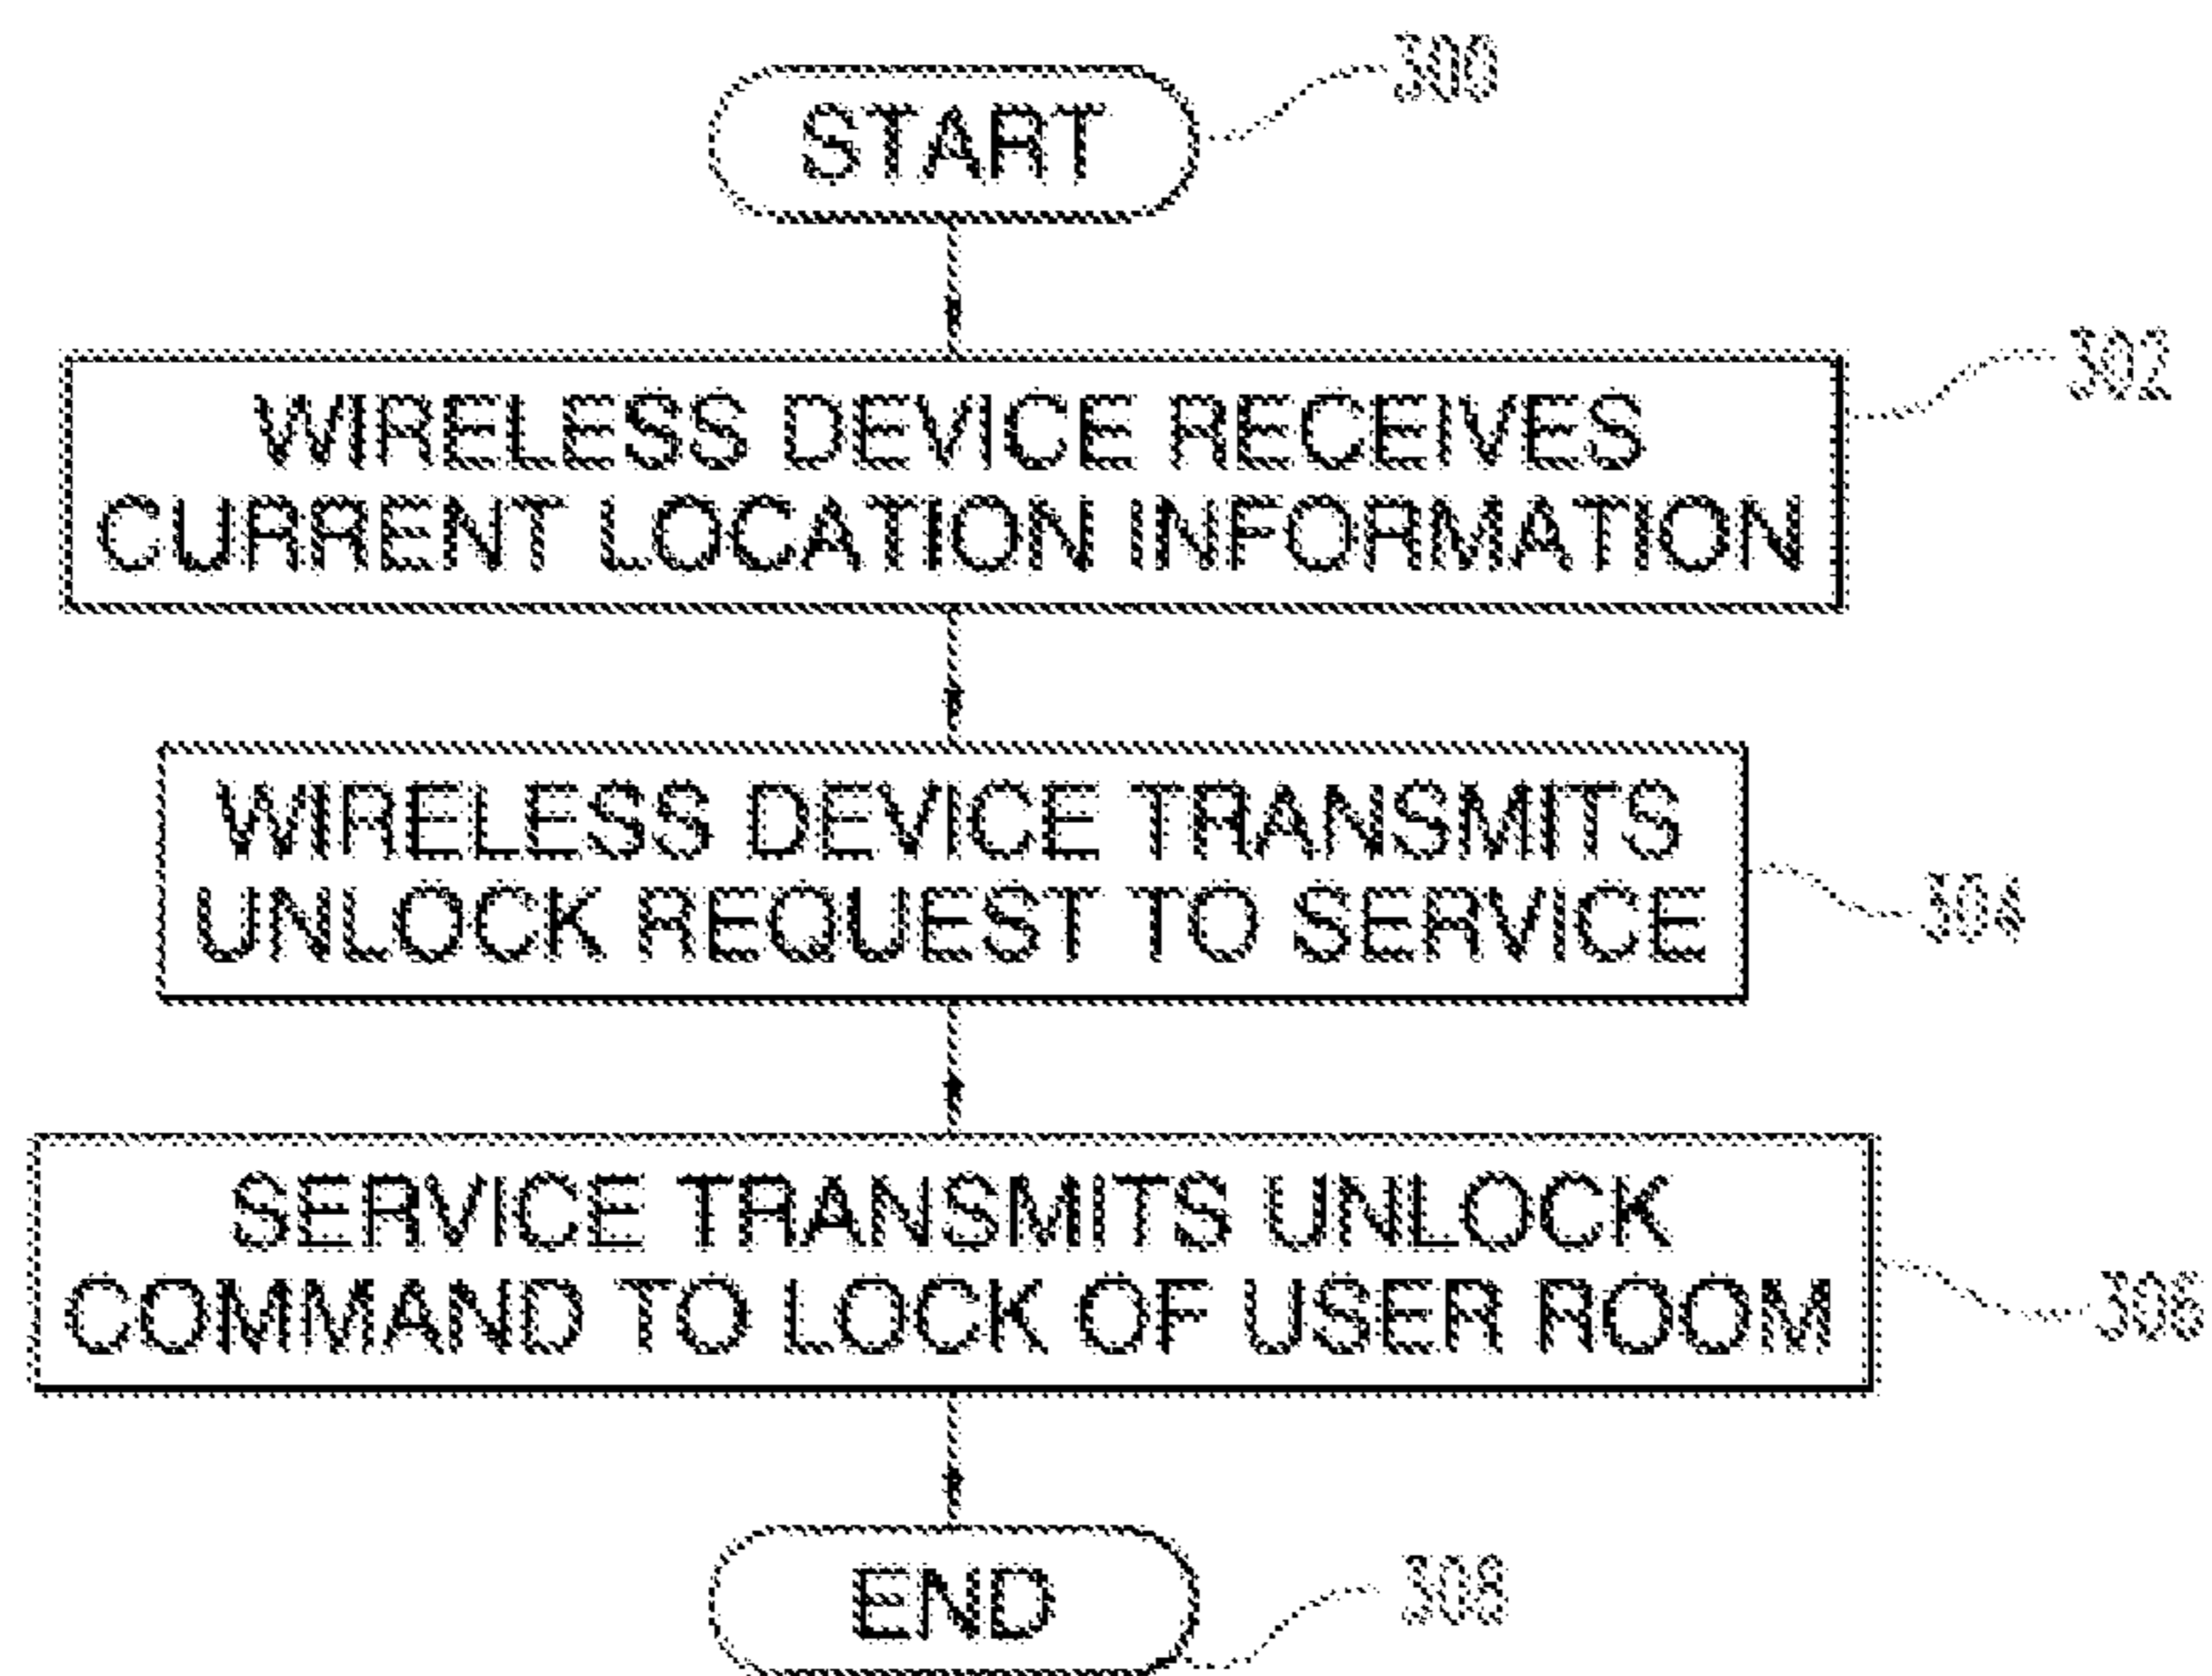 START
300
WIRELESS DEVICE RECEIVES
CURRENT LOCATION INFORMATION
302
WIRELESS DEVICE TRANSMITS
UNLOCK REQUEST TO SERVICE
304
SERVICE TRANSMITS UNLOCK
COMMAND TO LOCK OF USER ROOM
306
END
308